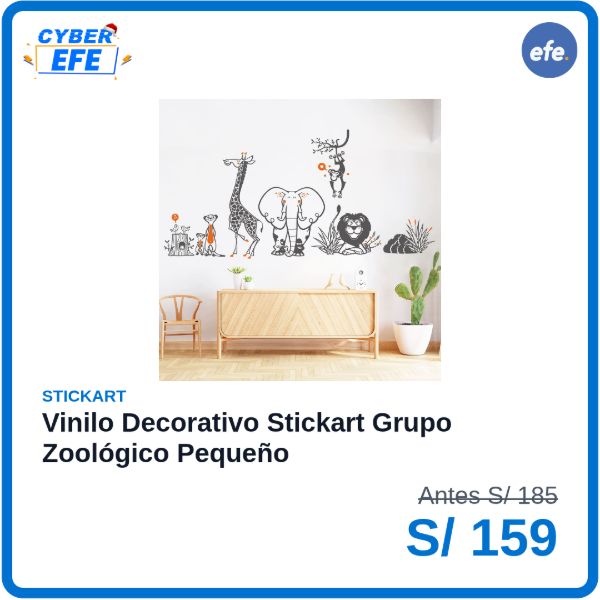 CYBER
EFE
efe.
STICKART
Vinilo Decorativo Stickart Grupo
Zoológico Pequeño
Antes S/ 185
S/ 159